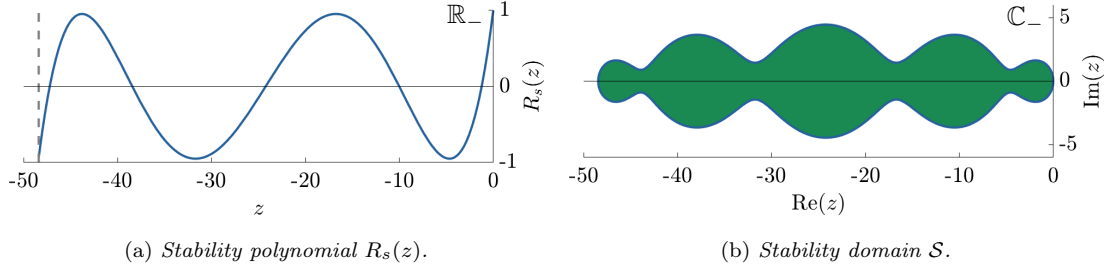 ℝ₋
1
0
-1
R_s(z)
-50 -40 -30 -20 -10 0
z
(a) Stability polynomial R_s(z).
ℂ₋
5
0
-5
Im(z)
-50 -40 -30 -20 -10 0
Re(z)
(b) Stability domain 𝒮.